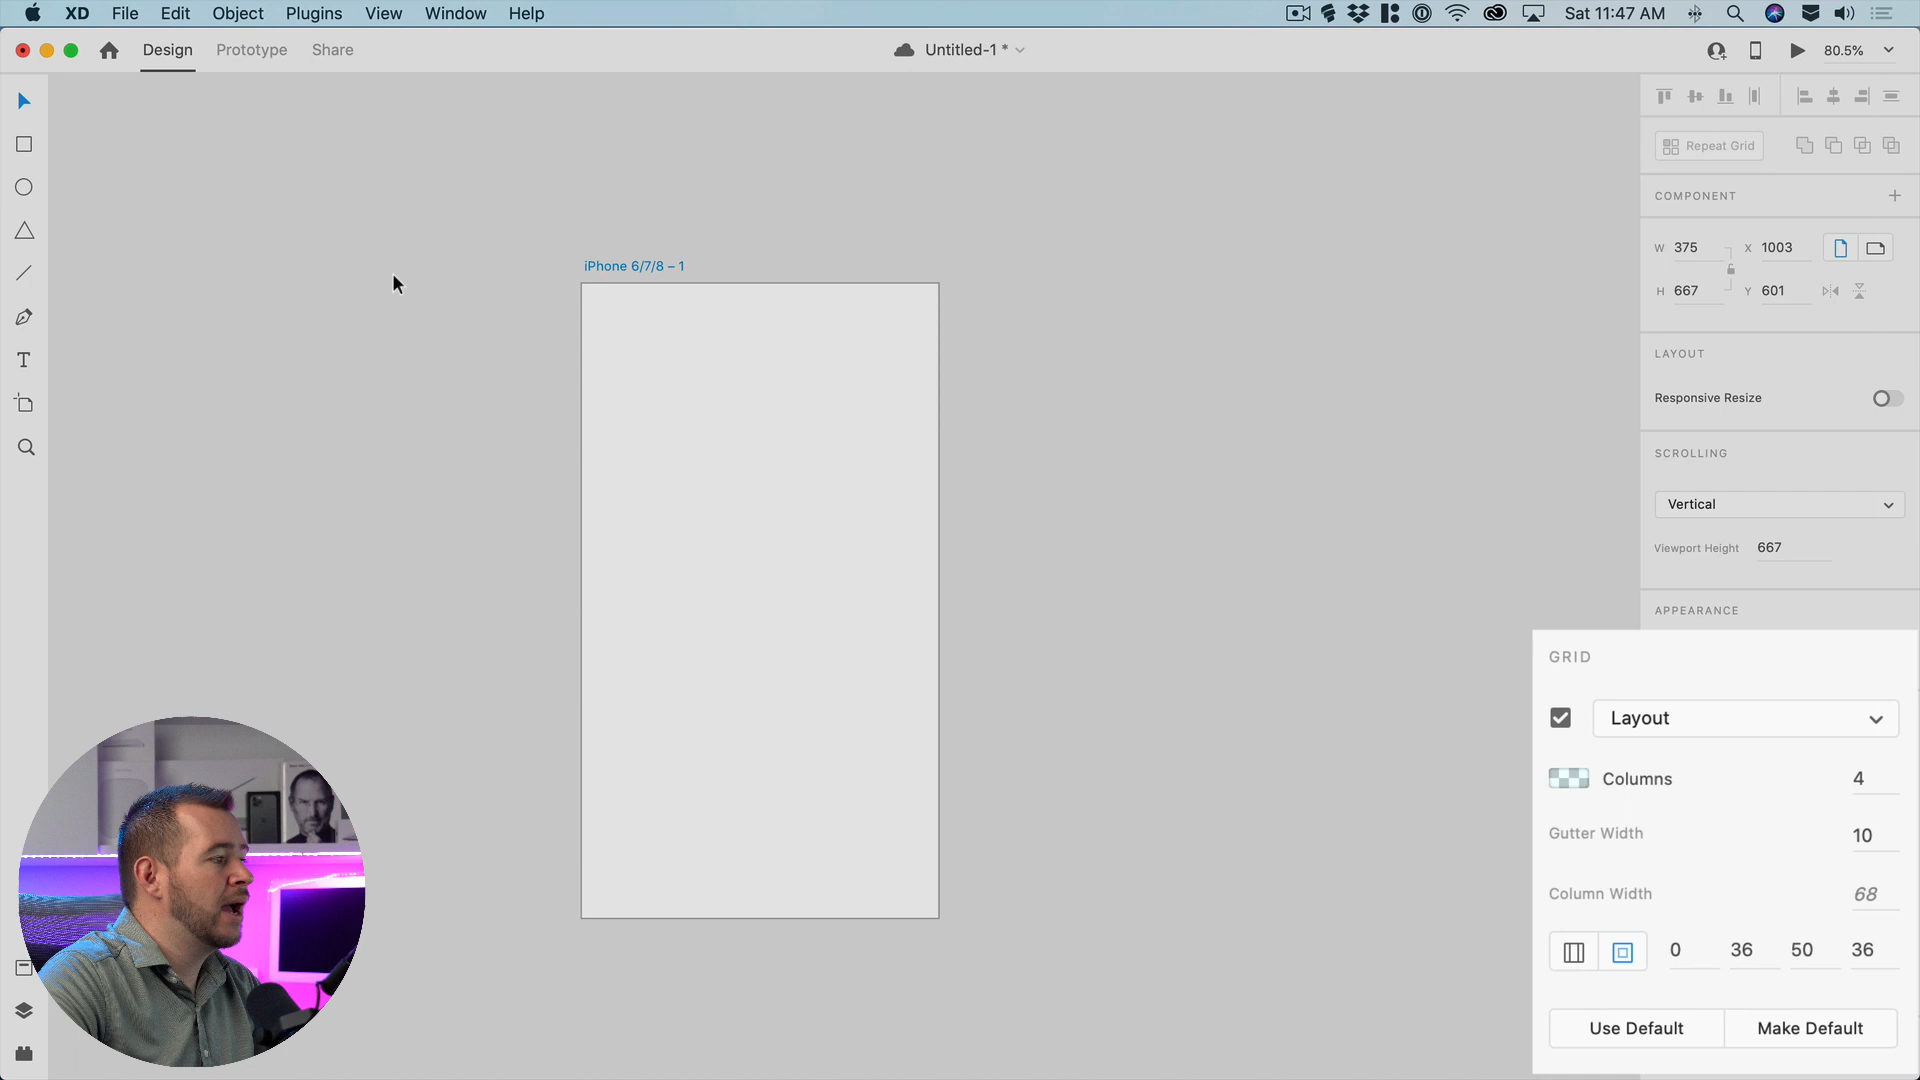 XD File Edit Object Plugins View Window Help Sat 11:47 AM
Design Prototype Share Untitled-1 * 80.5%
Repeat Grid
COMPONENT
W 375 X 1003
iPhone 6/7/8 – 1
H 667 Y 601
LAYOUT
Responsive Resize
SCROLLING
Vertical
Viewport Height 667
APPEARANCE
GRID
Layout
Columns 4
Gutter Width 10
Column Width 68
0 36 50 36
Use Default Make Default